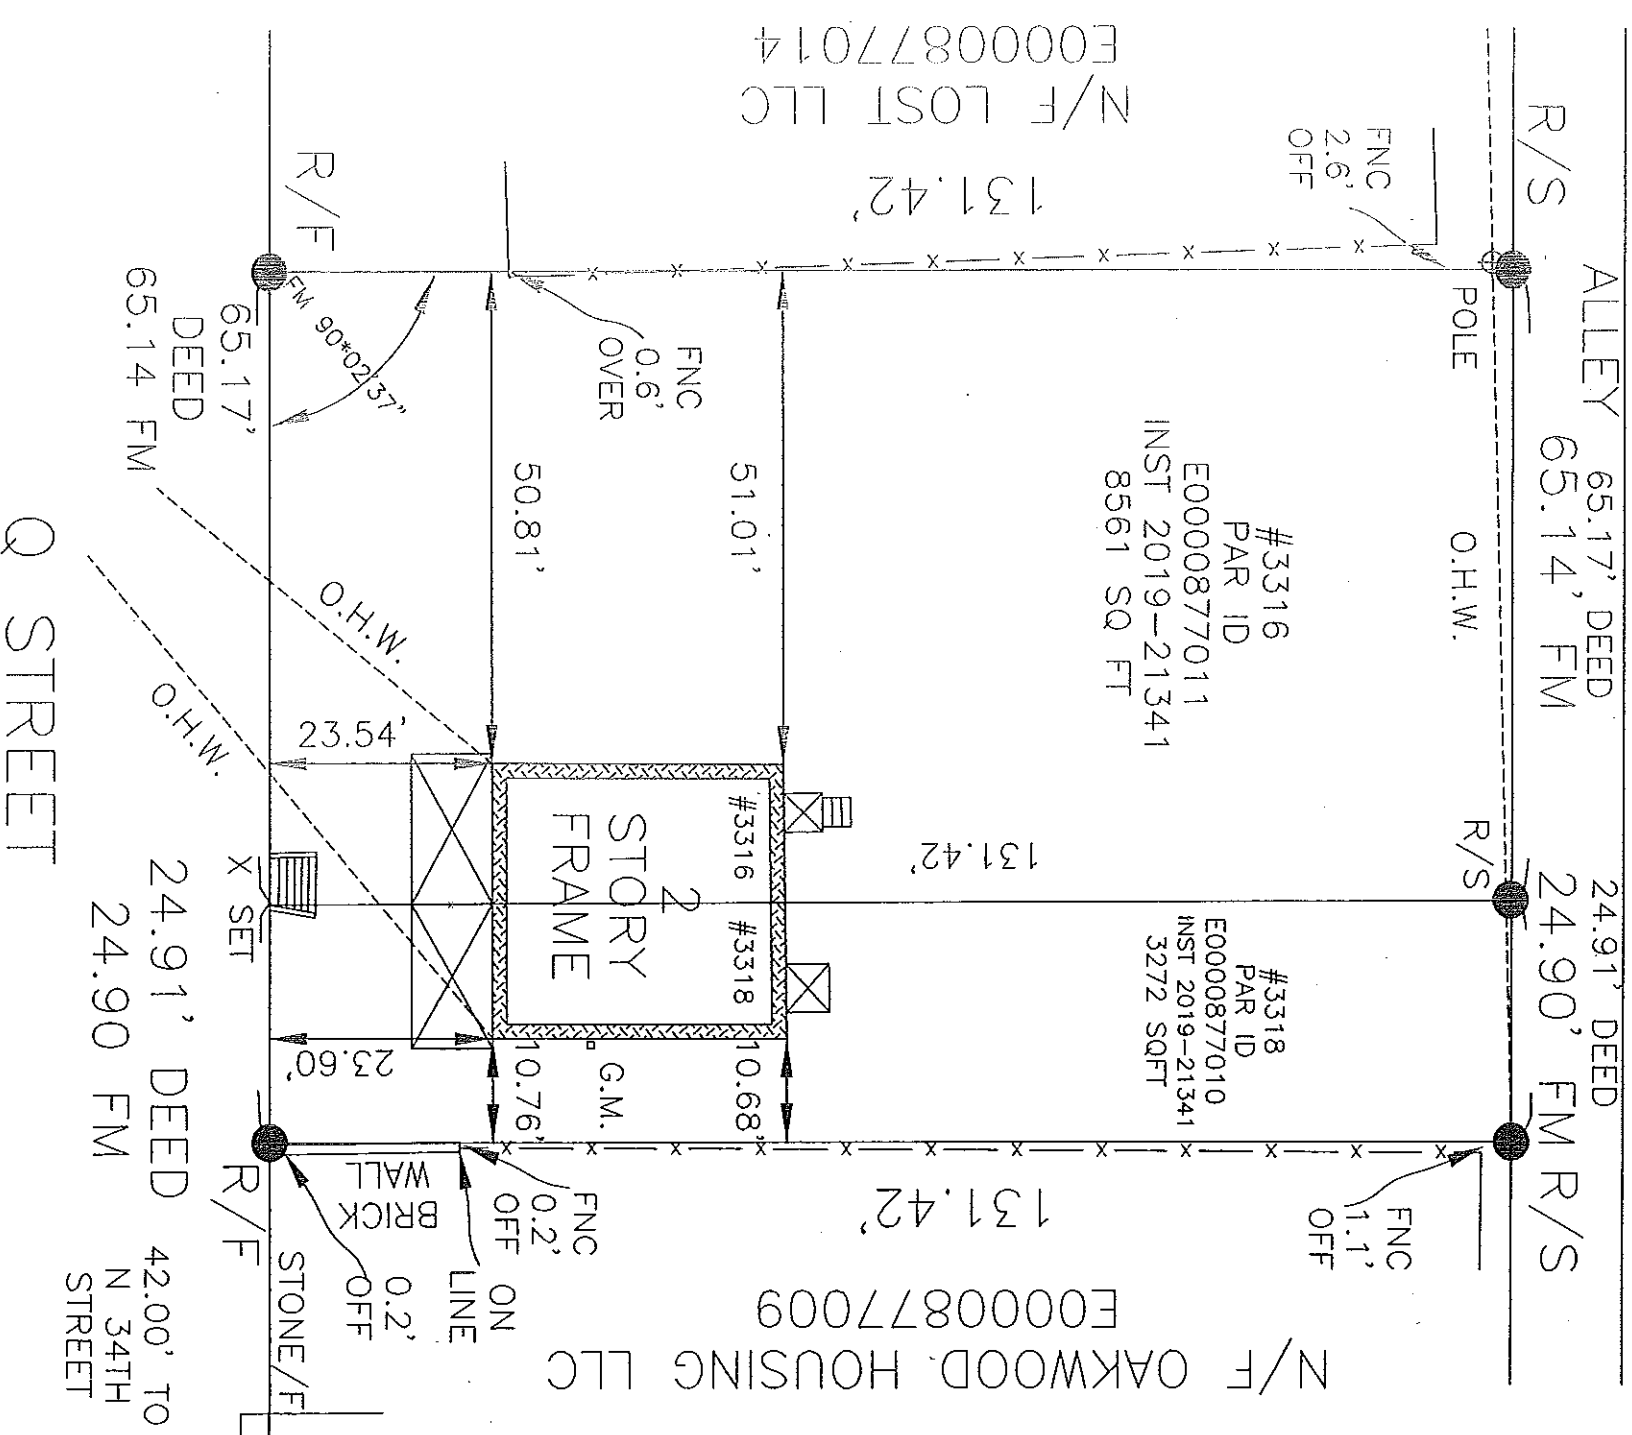 ALLEY
65.17' DEED
65.14' FM
24.91' DEED
24.90' FM
R/S
R/S
R/S
POLE
O.H.W.
FNC
2.6'
OFF
FNC
1.1'
OFF
N/F LOST LLC
E0000877014
131.42'
#3316
PAR ID
E0000877011
INST 2019-21341
8561 SQ FT
131.42'
#3318
PAR ID
E0000877010
INST 2019-21341
3272 SQFT
131.42'
N/F OAKWOOD HOUSING LLC
E0000877009
51.01'
50.81'
FNC
0.6'
OVER
#3316
#3318
2
STORY
FRAME
10.68'
10.76'
G.M.
FNC
0.2'
OFF
ON
LINE
BRICK
WALL
0.2'
OFF
23.54'
23.60'
O.H.W.
O.H.W.
FM 90*02'37"
R/F
65.17'
DEED
65.14 FM
X SET
24.91' DEED
24.90 FM
R/F
STONE/F
42.00' TO
N 34TH
STREET
Q STREET